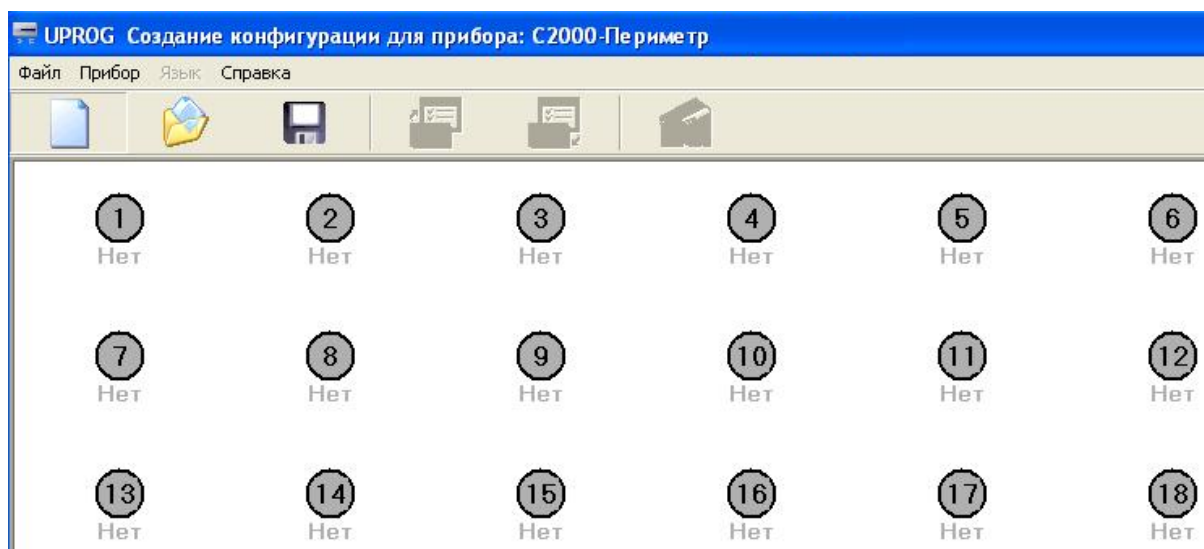 UPROG Создание конфигурации для прибора: С2000-Периметр
Файл Прибор Язык Справка
1 2 3 4 5 6
Нет Нет Нет Нет Нет Нет
7 8 9 10 11 12
Нет Нет Нет Нет Нет Нет
13 14 15 16 17 18
Нет Нет Нет Нет Нет Нет